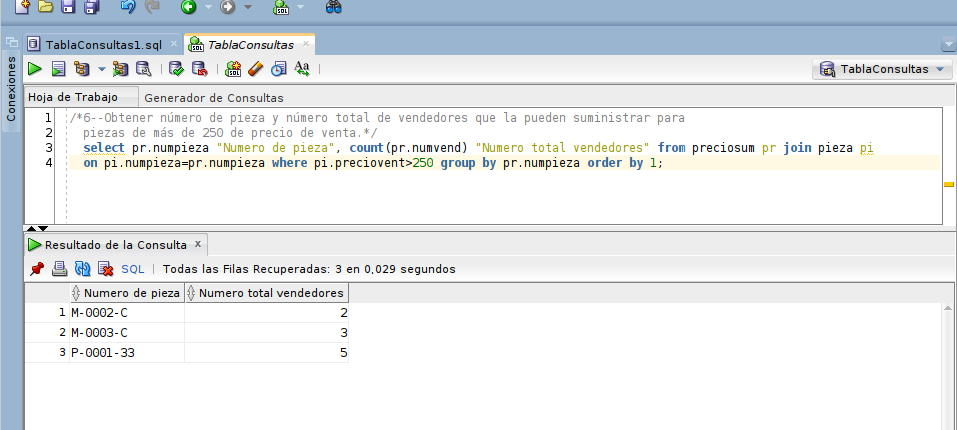 TablaConsultas1.sql
TablaConsultas
Conexiones
TablaConsultas
Hoja de Trabajo
Generador de Consultas
1 /*6--Obtener número de pieza y número total de vendedores que la pueden suministrar para
2 piezas de más de 250 de precio de venta.*/
3 select pr.numpieza "Numero de pieza", count(pr.numvend) "Numero total vendedores" from preciosum pr join pieza pi
4 on pi.numpieza=pr.numpieza where pi.preciovent>250 group by pr.numpieza order by 1;
Resultado de la Consulta x
SQL | Todas las Filas Recuperadas: 3 en 0,029 segundos
Numero de pieza Numero total vendedores
1 M-0002-C 2
2 M-0003-C 3
3 P-0001-33 5